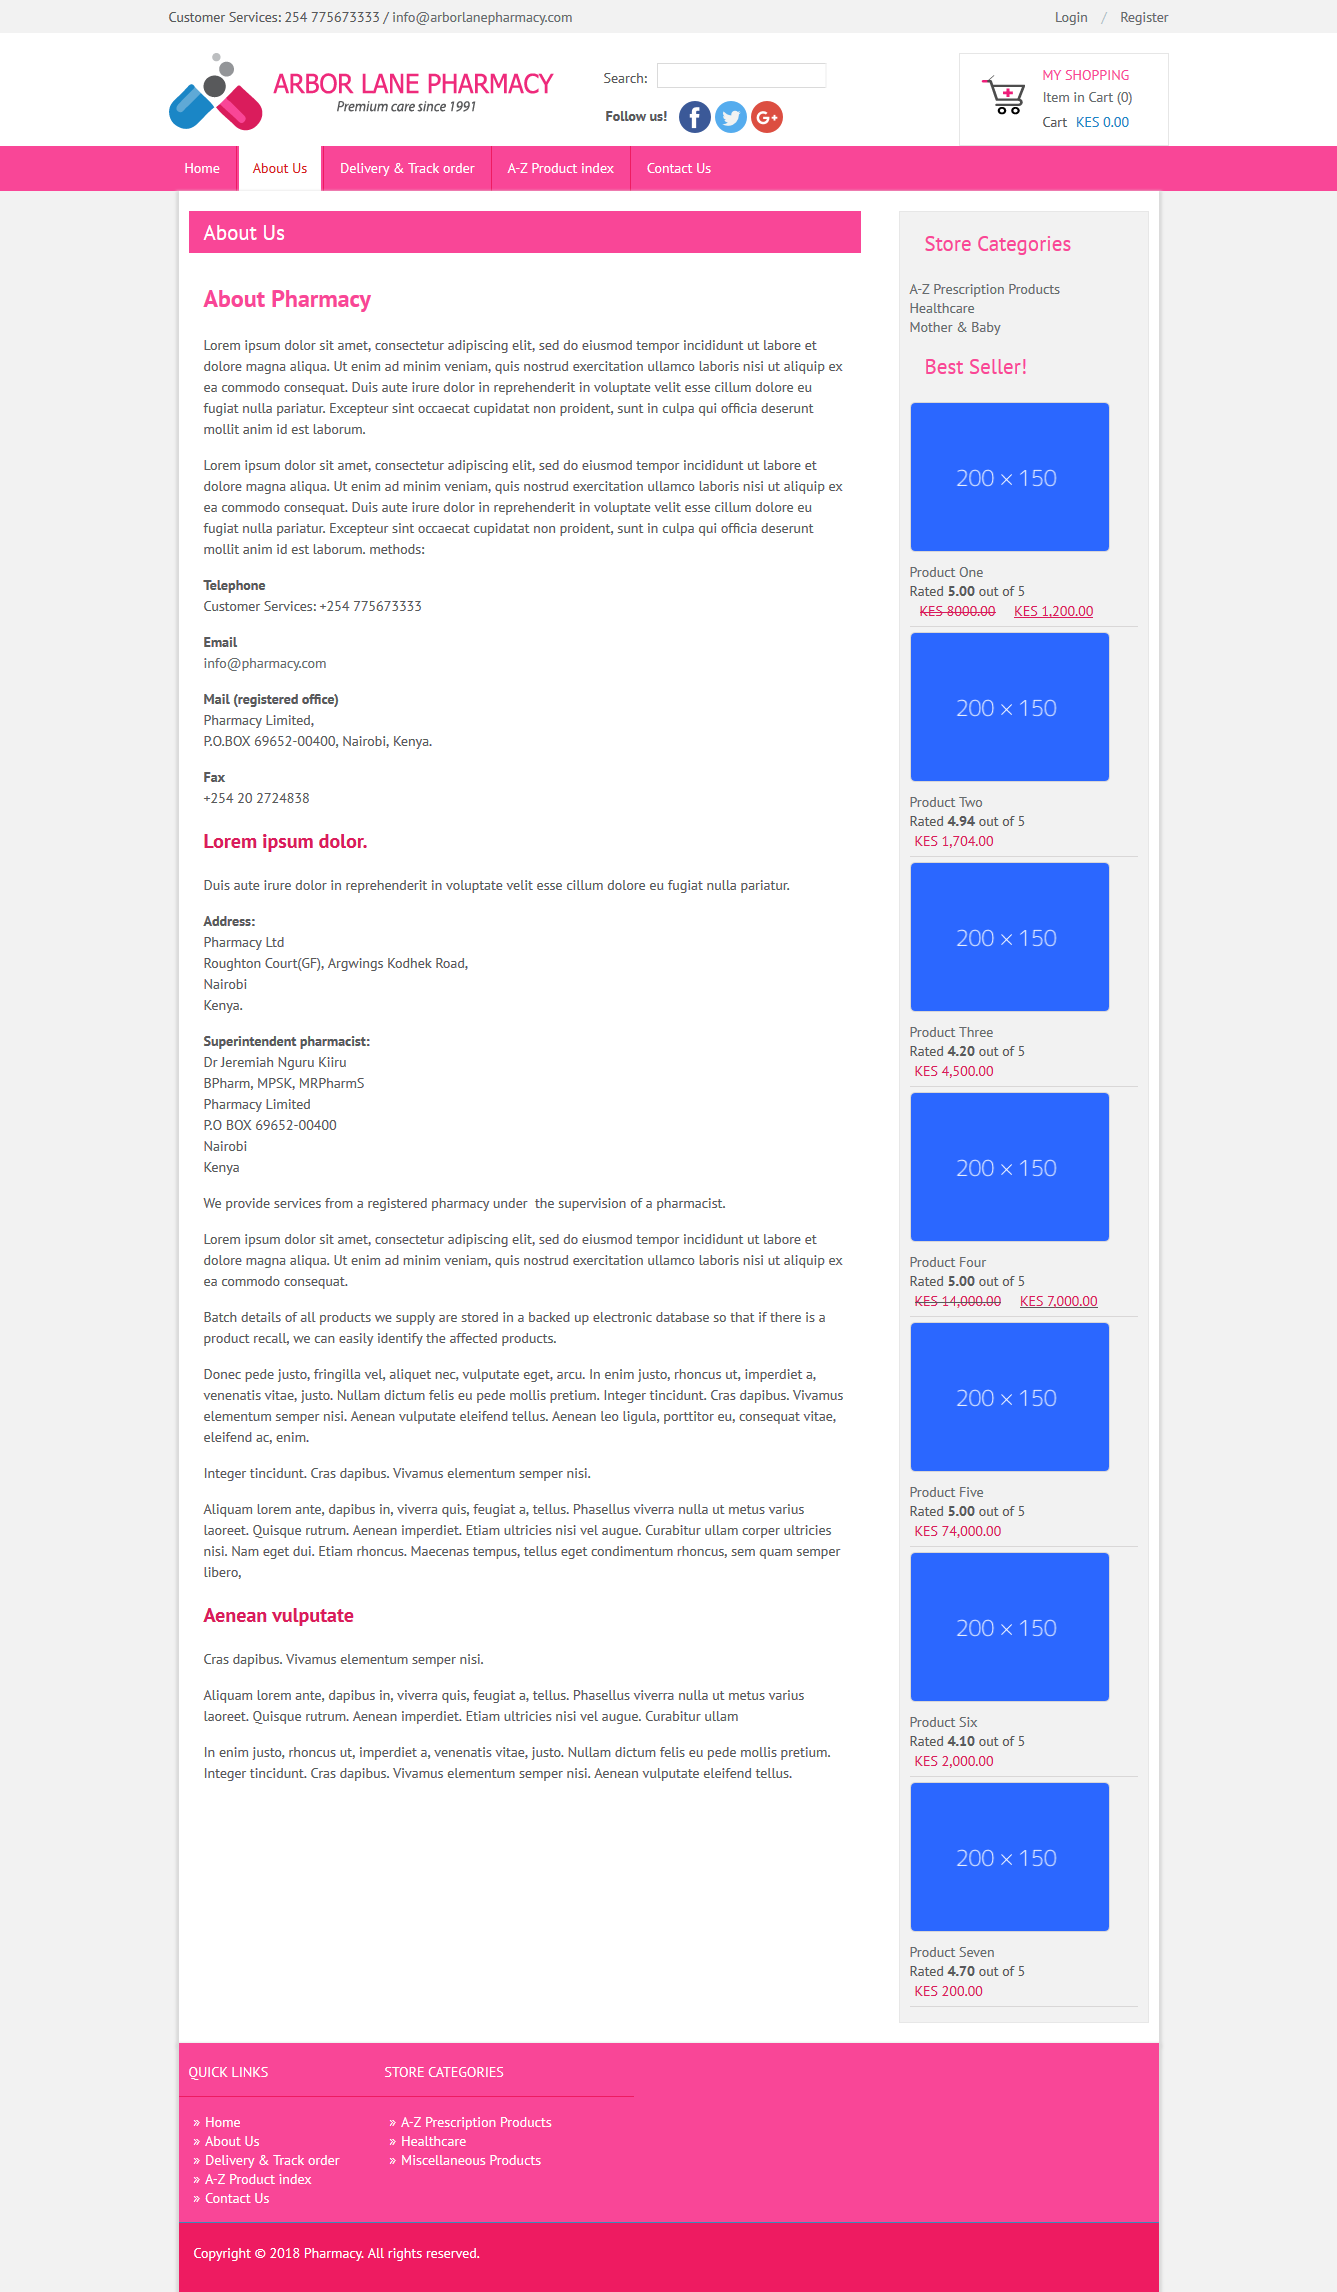 Customer Services: 254 775673333 / info@arborlanepharmacy.com
Login / Register
ARBOR LANE PHARMACY
Premium care since 1991
Search:
Follow us!
MY SHOPPING
Item in Cart (0)
Cart KES 0.00
Home
About Us
Delivery & Track order
A-Z Product index
Contact Us
About Us
About Pharmacy
Lorem ipsum dolor sit amet, consectetur adipiscing elit, sed do eiusmod tempor incididunt ut labore et
dolore magna aliqua. Ut enim ad minim veniam, quis nostrud exercitation ullamco laboris nisi ut aliquip ex
ea commodo consequat. Duis aute irure dolor in reprehenderit in voluptate velit esse cillum dolore eu
fugiat nulla pariatur. Excepteur sint occaecat cupidatat non proident, sunt in culpa qui officia deserunt
mollit anim id est laborum.
Lorem ipsum dolor sit amet, consectetur adipiscing elit, sed do eiusmod tempor incididunt ut labore et
dolore magna aliqua. Ut enim ad minim veniam, quis nostrud exercitation ullamco laboris nisi ut aliquip ex
ea commodo consequat. Duis aute irure dolor in reprehenderit in voluptate velit esse cillum dolore eu
fugiat nulla pariatur. Excepteur sint occaecat cupidatat non proident, sunt in culpa qui officia deserunt
mollit anim id est laborum. methods:
Telephone
Customer Services: +254 775673333
Email
info@pharmacy.com
Mail (registered office)
Pharmacy Limited,
P.O.BOX 69652-00400, Nairobi, Kenya.
Fax
+254 20 2724838
Lorem ipsum dolor.
Duis aute irure dolor in reprehenderit in voluptate velit esse cillum dolore eu fugiat nulla pariatur.
Address:
Pharmacy Ltd
Roughton Court(GF), Argwings Kodhek Road,
Nairobi
Kenya.
Superintendent pharmacist:
Dr Jeremiah Nguru Kiiru
BPharm, MPSK, MRPharmS
Pharmacy Limited
P.O BOX 69652-00400
Nairobi
Kenya
We provide services from a registered pharmacy under the supervision of a pharmacist.
Lorem ipsum dolor sit amet, consectetur adipiscing elit, sed do eiusmod tempor incididunt ut labore et
dolore magna aliqua. Ut enim ad minim veniam, quis nostrud exercitation ullamco laboris nisi ut aliquip ex
ea commodo consequat.
Batch details of all products we supply are stored in a backed up electronic database so that if there is a
product recall, we can easily identify the affected products.
Donec pede justo, fringilla vel, aliquet nec, vulputate eget, arcu. In enim justo, rhoncus ut, imperdiet a,
venenatis vitae, justo. Nullam dictum felis eu pede mollis pretium. Integer tincidunt. Cras dapibus. Vivamus
elementum semper nisi. Aenean vulputate eleifend tellus. Aenean leo ligula, porttitor eu, consequat vitae,
eleifend ac, enim.
Integer tincidunt. Cras dapibus. Vivamus elementum semper nisi.
Aliquam lorem ante, dapibus in, viverra quis, feugiat a, tellus. Phasellus viverra nulla ut metus varius
laoreet. Quisque rutrum. Aenean imperdiet. Etiam ultricies nisi vel augue. Curabitur ullam corper ultricies
nisi. Nam eget dui. Etiam rhoncus. Maecenas tempus, tellus eget condimentum rhoncus, sem quam semper
libero,
Aenean vulputate
Cras dapibus. Vivamus elementum semper nisi.
Aliquam lorem ante, dapibus in, viverra quis, feugiat a, tellus. Phasellus viverra nulla ut metus varius
laoreet. Quisque rutrum. Aenean imperdiet. Etiam ultricies nisi vel augue. Curabitur ullam
In enim justo, rhoncus ut, imperdiet a, venenatis vitae, justo. Nullam dictum felis eu pede mollis pretium.
Integer tincidunt. Cras dapibus. Vivamus elementum semper nisi. Aenean vulputate eleifend tellus.
Store Categories
A-Z Prescription Products
Healthcare
Mother & Baby
Best Seller!
200 × 150
Product One
Rated 5.00 out of 5
KES 8000.00 KES 1,200.00
200 × 150
Product Two
Rated 4.94 out of 5
KES 1,704.00
200 × 150
Product Three
Rated 4.20 out of 5
KES 4,500.00
200 × 150
Product Four
Rated 5.00 out of 5
KES 14,000.00 KES 7,000.00
200 × 150
Product Five
Rated 5.00 out of 5
KES 74,000.00
200 × 150
Product Six
Rated 4.10 out of 5
KES 2,000.00
200 × 150
Product Seven
Rated 4.70 out of 5
KES 200.00
QUICK LINKS
» Home
» About Us
» Delivery & Track order
» A-Z Product index
» Contact Us
STORE CATEGORIES
» A-Z Prescription Products
» Healthcare
» Miscellaneous Products
Copyright © 2018 Pharmacy. All rights reserved.